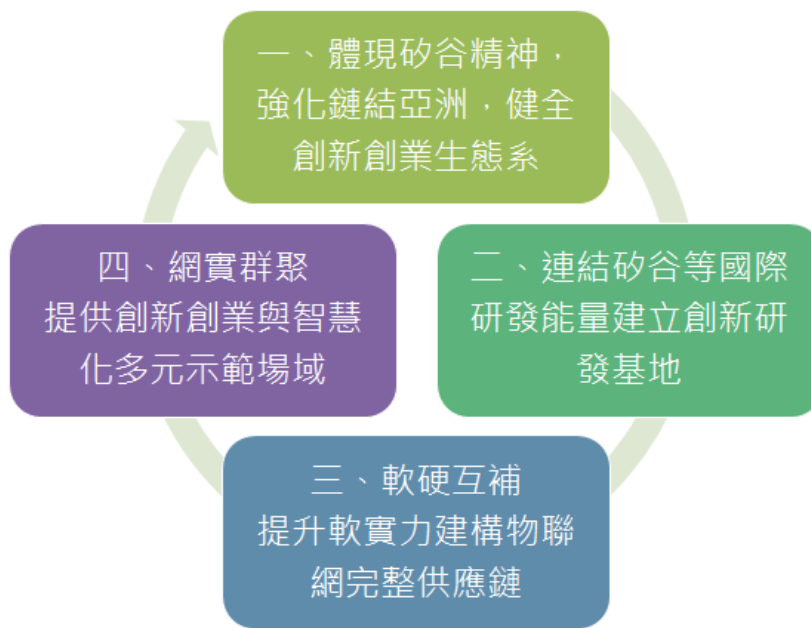 一、體現矽谷精神，
強化鏈結亞洲，健全
創新創業生態系
二、連結矽谷等國際
研發能量建立創新研
發基地
三、軟硬互補
提升軟實力建構物聯
網完整供應鏈
四、網實群聚
提供創新創業與智慧
化多元示範場域